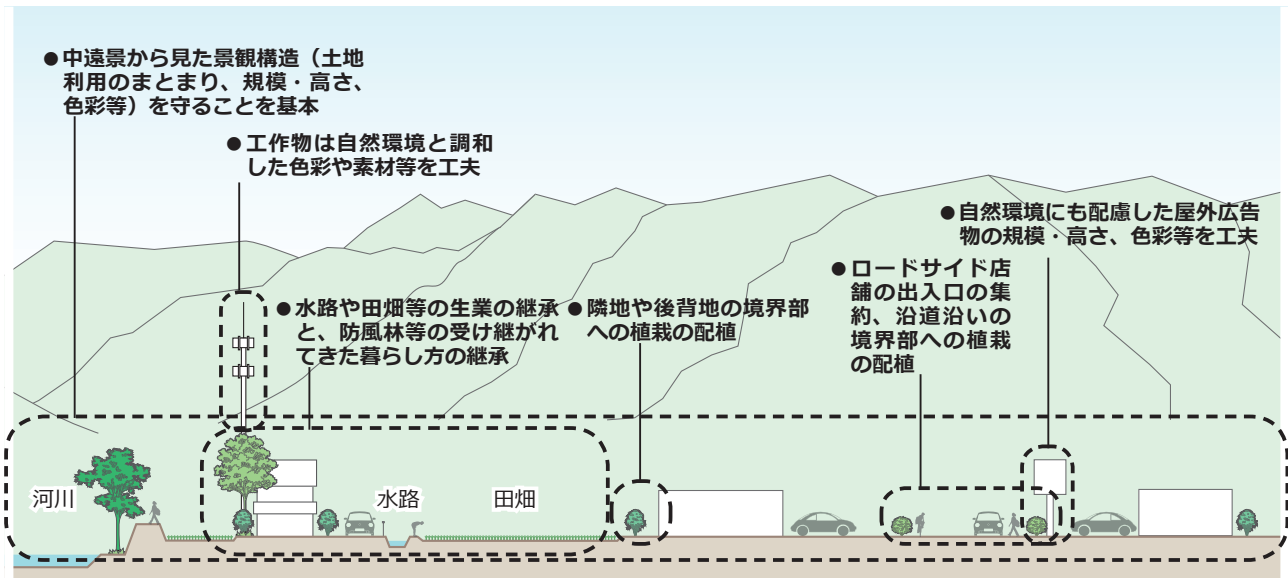 ●中遠景から見た景観構造（土地
利用のまとまり、規模・高さ、
色彩等）を守ることを基本
●工作物は自然環境と調和
した色彩や素材等を工夫
●自然環境にも配慮した屋外広告
物の規模・高さ、色彩等を工夫
●ロードサイド店
舗の出入口の集
約、沿道沿いの
境界部への植栽
の配植
●水路や田畑等の生業の継承
と、防風林等の受け継がれ
てきた暮らし方の継承
●隣地や後背地の境界部
への植栽の配植
河川
水路
田畑